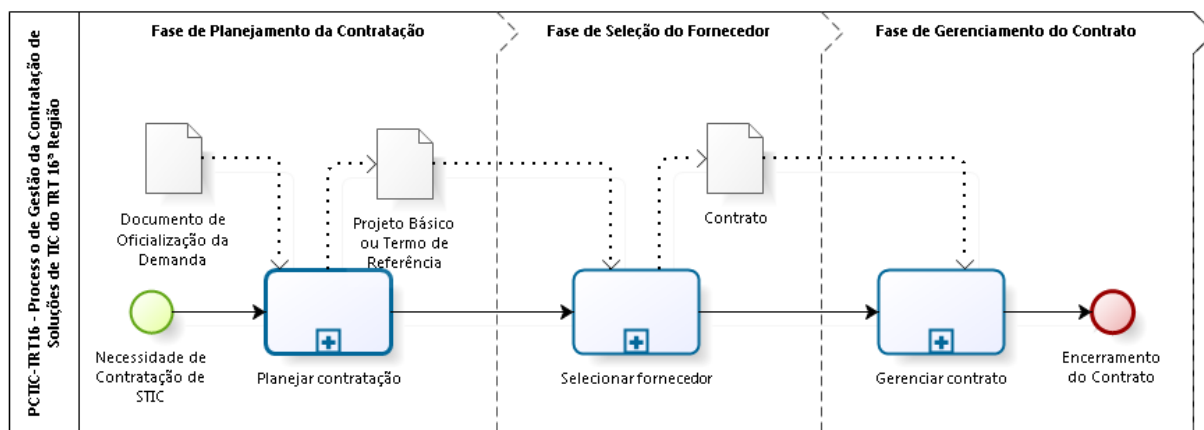 PCTIC-TRT16 - Process o de Gestão da Contratação de
Soluções de TIC do TRT 16ª Região
Fase de Planejamento da Contratação
Fase de Seleção do Fornecedor
Fase de Gerenciamento do Contrato
Documento de
Oficialização da
Demanda
Projeto Básico
ou Termo de
Referência
Contrato
Necessidade de
Contratação de
STIC
Planejar contratação
Selecionar fornecedor
Gerenciar contrato
Encerramento
do Contrato